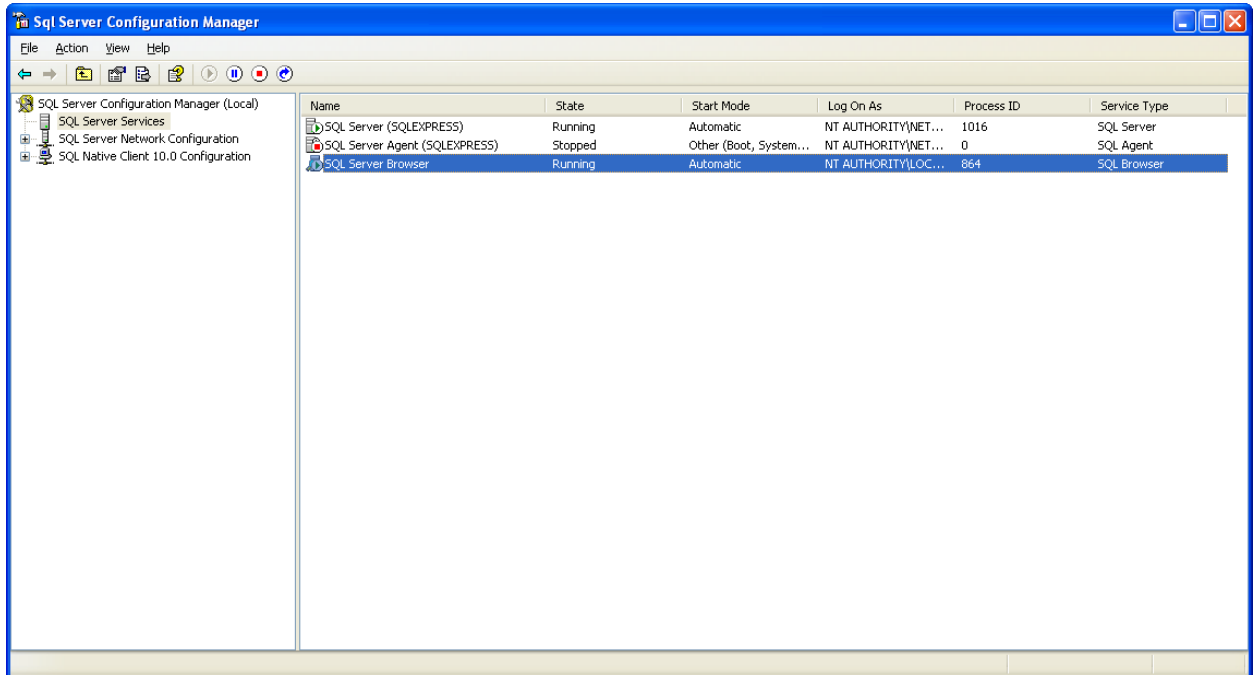 Sql Server Configuration Manager
File Action View Help
SQL Server Configuration Manager (Local)
SQL Server Services
SQL Server Network Configuration
SQL Native Client 10.0 Configuration
Name State Start Mode Log On As Process ID Service Type
SQL Server (SQLEXPRESS) Running Automatic NT AUTHORITY\NET... 1016 SQL Server
SQL Server Agent (SQLEXPRESS) Stopped Other (Boot, System... NT AUTHORITY\NET... 0 SQL Agent
SQL Server Browser Running Automatic NT AUTHORITY\LOC... 864 SQL Browser